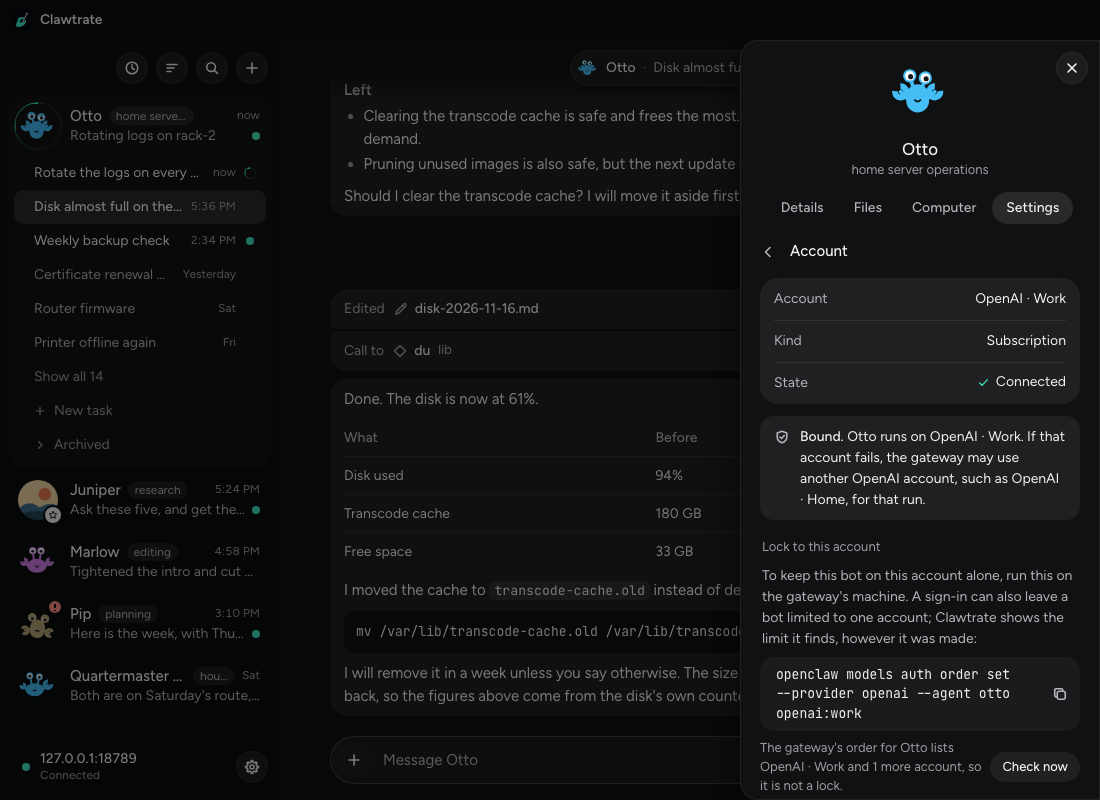 Clawtrate
Otto home serve... now
Rotating logs on rack-2
Rotate the logs on every ... now
Disk almost full on the... 5:36 PM
Weekly backup check 2:34 PM
Certificate renewal ... Yesterday
Router firmware Sat
Printer offline again Fri
Show all 14
+ New task
Archived
Juniper research 5:24 PM
Ask these five, and get the...
Marlow editing 4:58 PM
Tightened the intro and cut ...
Pip planning 3:10 PM
Here is the week, with Thu...
Quartermaster ... hou... Sat
Both are on Saturday's route,...
127.0.0.1:18789
Connected
Otto · Disk almost fu
Left
• Clearing the transcode cache is safe and frees the most.
demand.
• Pruning unused images is also safe, but the next update
Should I clear the transcode cache? I will move it aside first
Edited disk-2026-11-16.md
Call to du lib
Done. The disk is now at 61%.
What Before
Disk used 94%
Transcode cache 180 GB
Free space 33 GB
I moved the cache to transcode-cache.old instead of de
mv /var/lib/transcode-cache.old /var/lib/transcod
I will remove it in a week unless you say otherwise. The size
back, so the figures above come from the disk's own count
Message Otto
Otto
home server operations
Details Files Computer Settings
Account
Account OpenAI · Work
Kind Subscription
State Connected
Bound. Otto runs on OpenAI · Work. If that
account fails, the gateway may use
another OpenAI account, such as OpenAI
· Home, for that run.
Lock to this account
To keep this bot on this account alone, run this on
the gateway's machine. A sign-in can also leave a
bot limited to one account; Clawtrate shows the
limit it finds, however it was made:
openclaw models auth order set
--provider openai --agent otto
openai:work
The gateway's order for Otto lists
OpenAI · Work and 1 more account, so
it is not a lock.
Check now